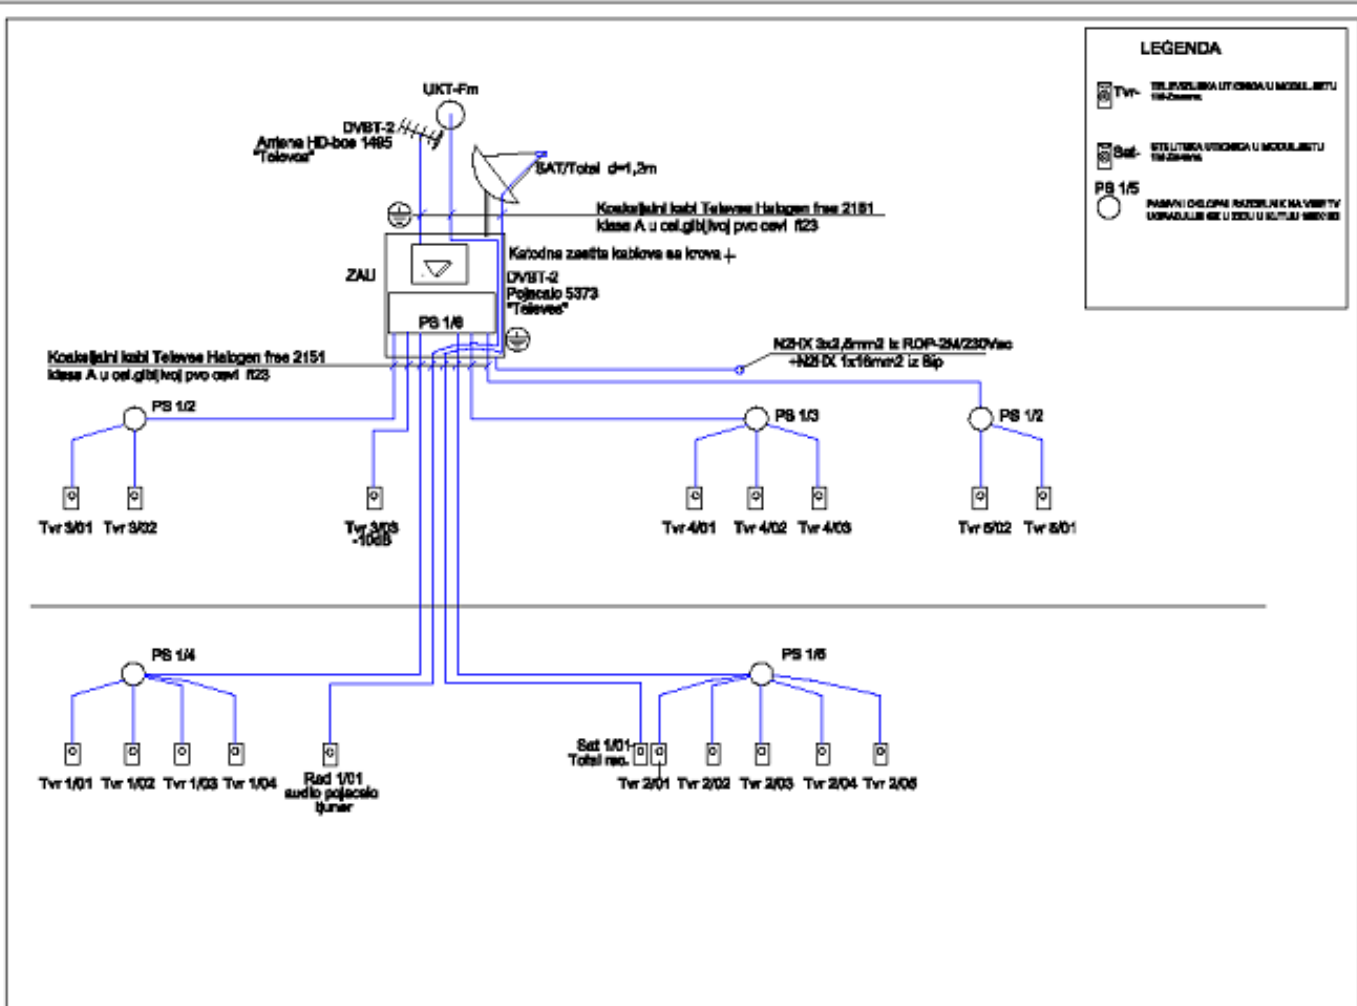 LEGENDA
Tvr-
Sat-
PS 1/5
UKT-Fm
DVBT-2
Antena HD-bos 1495
"Televes"
SAT/Total d=1,2m
Koaksijalni kabl Televes Halogen free 2151
klasa A u cel.gibljivoj pvc cevi fi23
Katodna zastita kablova sa krova +
ZAU
DVBT-2
Pojacalo 5373
"Televes"
PS 1/6
Koaksijalni kabl Televes Halogen free 2151
klasa A u cel.gibljivoj pvc cevi fi23
N2HX 3x2,5mm2 iz ROP-2M/230Vac
+N2HX 1x16mm2 iz Sip
PS 1/2
PS 1/3
PS 1/2
Tvr 3/01 Tvr 3/02
Tvr 3/03
-10dB
Tvr 4/01 Tvr 4/02 Tvr 4/03
Tvr 5/02 Tvr 5/01
PS 1/4
PS 1/5
Tvr 1/01 Tvr 1/02 Tvr 1/03 Tvr 1/04
Rad 1/01
audio pojacalo
tjuner
Sat 1/01-
Total rec.
Tvr 2/01 Tvr 2/02 Tvr 2/03 Tvr 2/04 Tvr 2/05